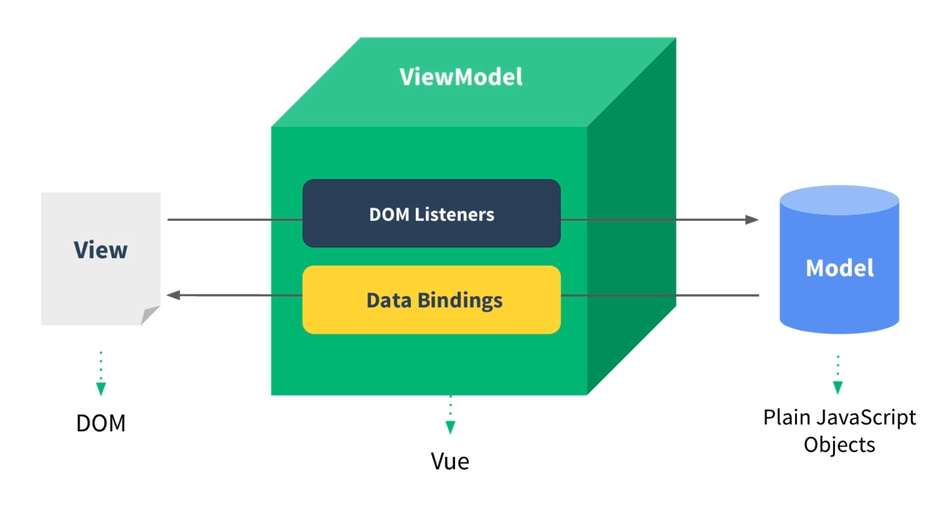 ViewModel
DOM Listeners
View
Model
Data Bindings
DOM
Plain JavaScript
Objects
Vue